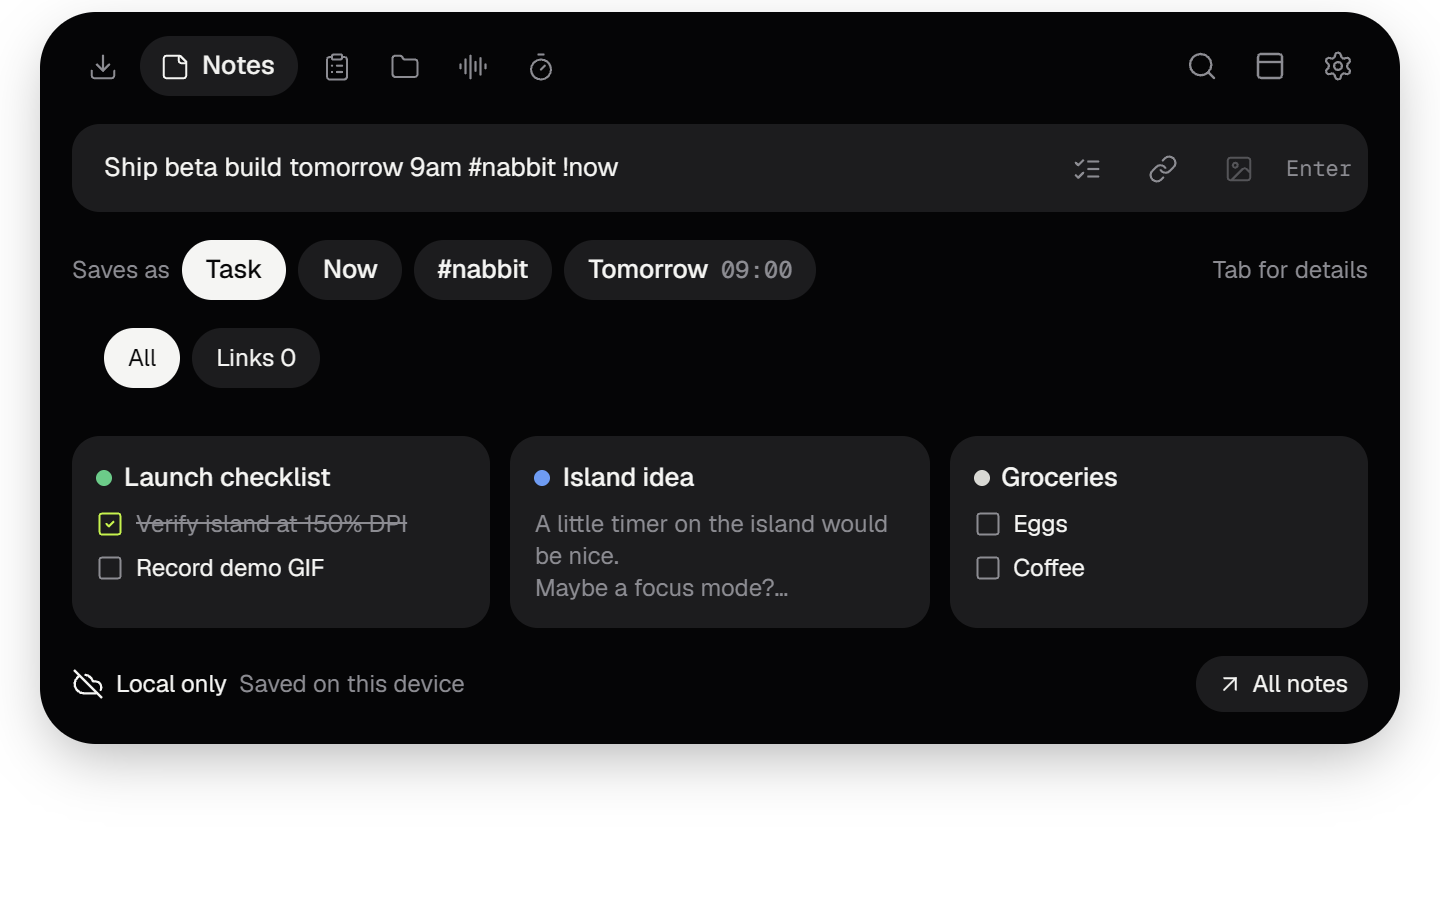 Notes
Ship beta build tomorrow 9am #nabbit !now
Enter
Saves as Task Now #nabbit Tomorrow 09:00
Tab for details
All Links 0
Launch checklist
Verify island at 150% DPI
Record demo GIF
Island idea
A little timer on the island would
be nice.
Maybe a focus mode?...
Groceries
Eggs
Coffee
Local only Saved on this device
All notes